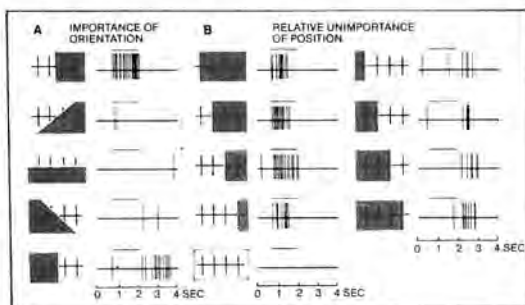 A
IMPORTANCE OF
ORIENTATION
B
RELATIVE UNIMPORTANCE
OF POSITION
0 1 2 3 4 SEC
0 1 2 3 4 SEC
0 1 2 3 4 SEC